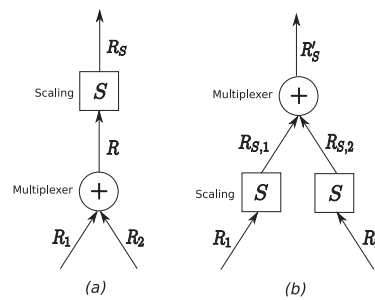 R_S
Scaling S
R
Multiplexer +
R_1 R_2
(a)
R'_S
Multiplexer +
R_{S,1} R_{S,2}
Scaling S S
R_1
(b)